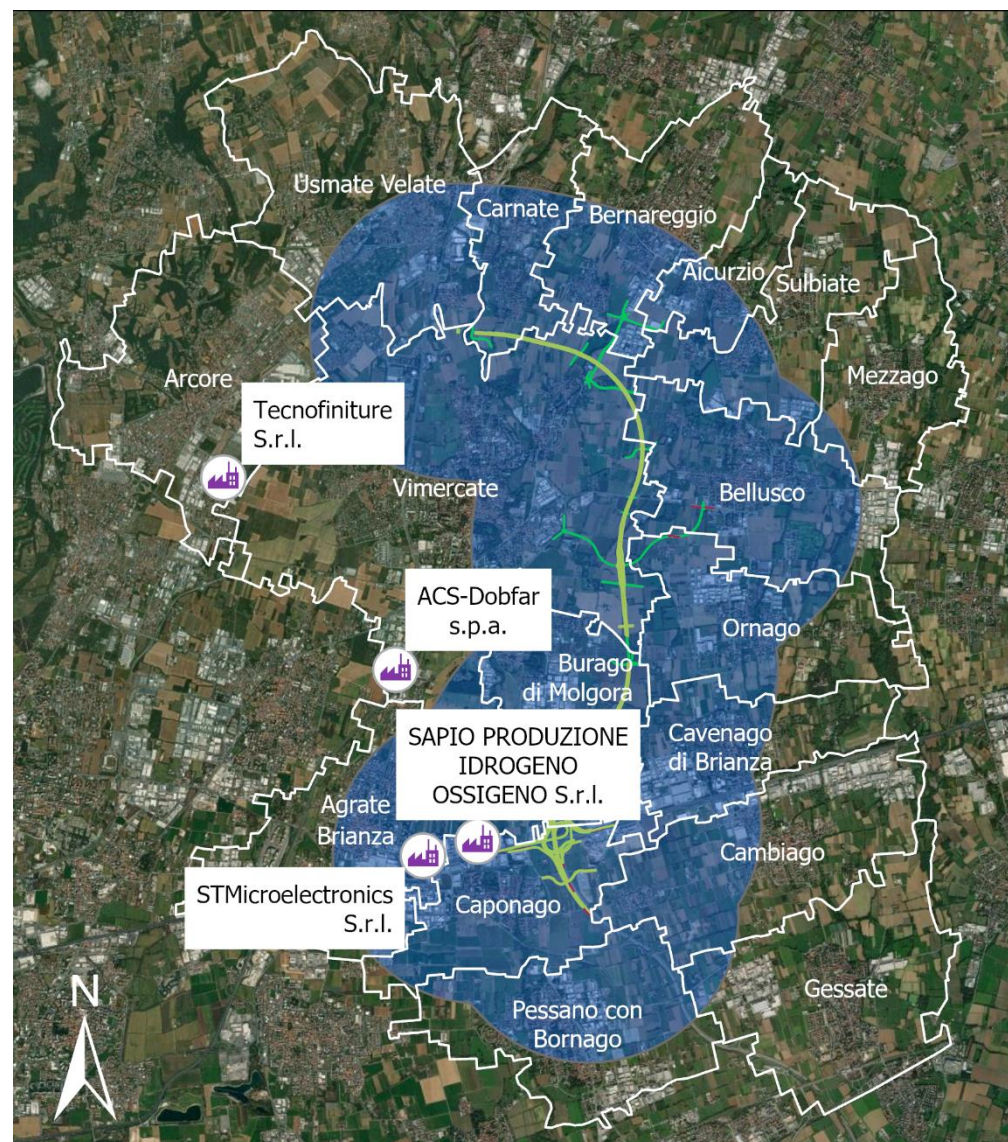 Usmate Velate
Carnate
Bernareggio
Aicurzio
Sulbiate
Mezzago
Arcore
Tecnofiniture
S.r.l.
Vimercate
Bellusco
ACS-Dobfar
s.p.a.
Ornago
Burago
di Molgora
SAPIO PRODUZIONE
IDROGENO
OSSIGENO S.r.l.
Cavenago
di Brianza
Agrate
Brianza
Cambiago
STMicroelectronics
S.r.l.
Caponago
Gessate
Pessano con
Bornago
N